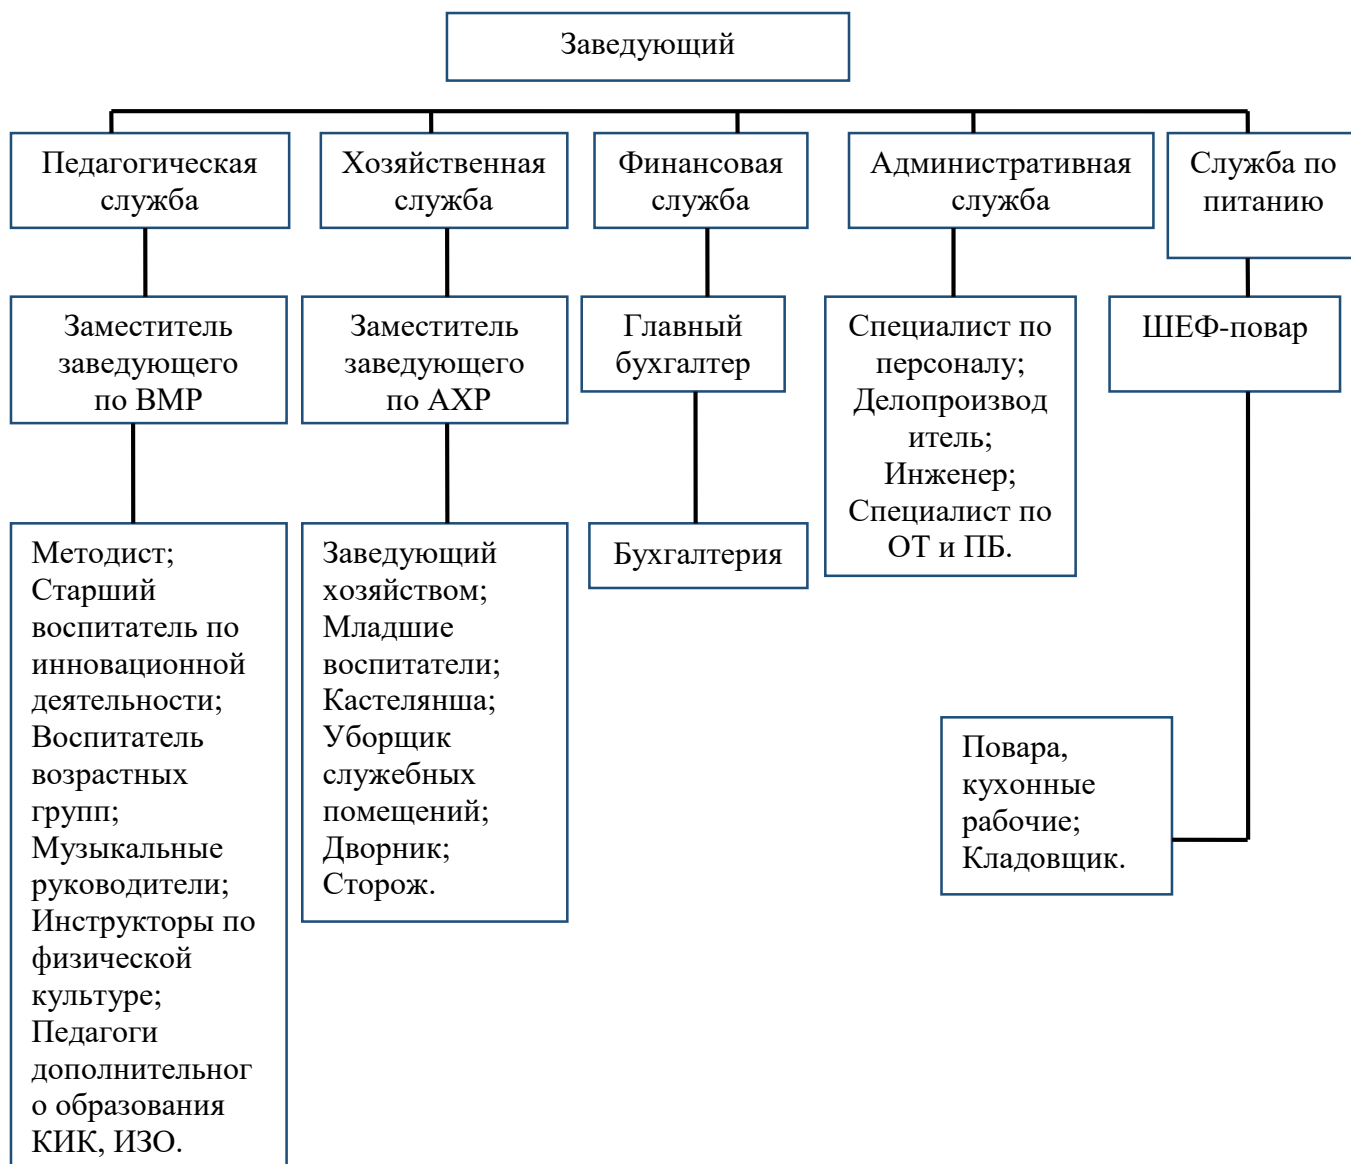 Заведующий
Педагогическая
служба
Хозяйственная
служба
Финансовая
служба
Административная
служба
Служба по
питанию
Заместитель
заведующего
по ВМР
Заместитель
заведующего
по АХР
Главный
бухгалтер
Специалист по
персоналу;
Делопроизвод
итель;
Инженер;
Специалист по
ОТ и ПБ.
ШЕФ-повар
Методист;
Старший
воспитатель по
инновационной
деятельности;
Воспитатель
возрастных
групп;
Музыкальные
руководители;
Инструкторы по
физической
культуре;
Педагоги
дополнительног
о образования
КИК, ИЗО.
Заведующий
хозяйством;
Младшие
воспитатели;
Кастелянша;
Уборщик
служебных
помещений;
Дворник;
Сторож.
Бухгалтерия
Повара,
кухонные
рабочие;
Кладовщик.